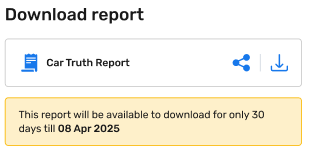 Download report
Car Truth Report
This report will be available to download for only 30
days till 08 Apr 2025